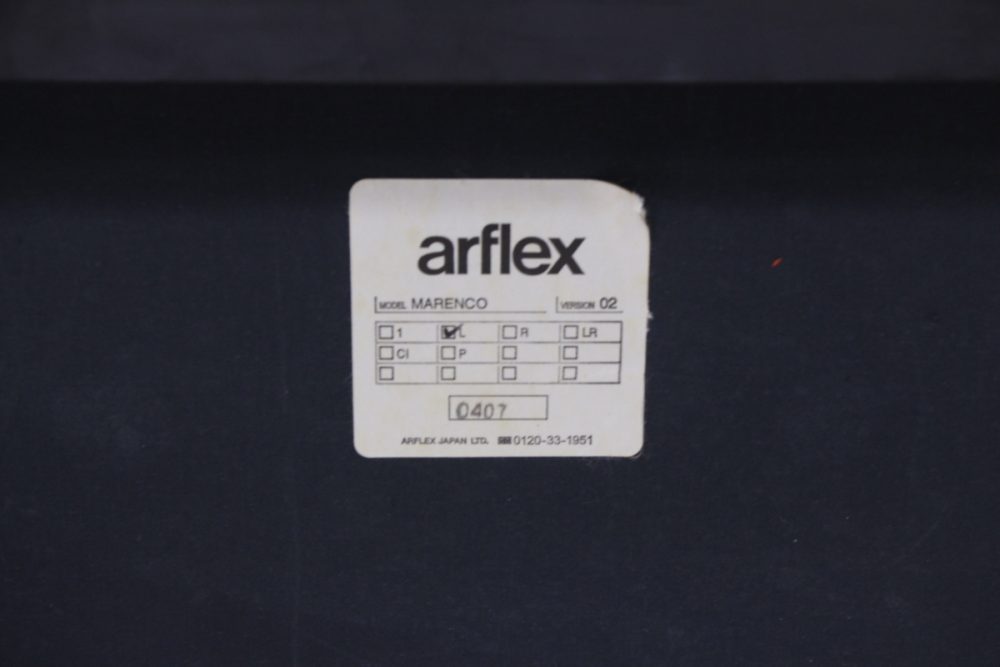 arflex
MODEL MARENCO VERSION 02
1 L R LR
CI P
0407
ARFLEX JAPAN LTD. 0120-33-1951